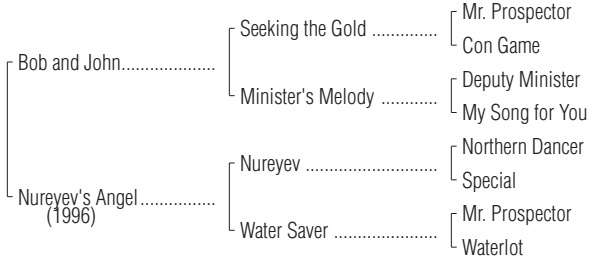 Mr. Prospector
Seeking the Gold ..............
Con Game
Bob and John....................
Deputy Minister
Minister's Melody ............
My Song for You
Northern Dancer
Nureyev ............................
Special
Nureyev's Angel................
(1996)
Mr. Prospector
Water Saver ......................
Waterlot